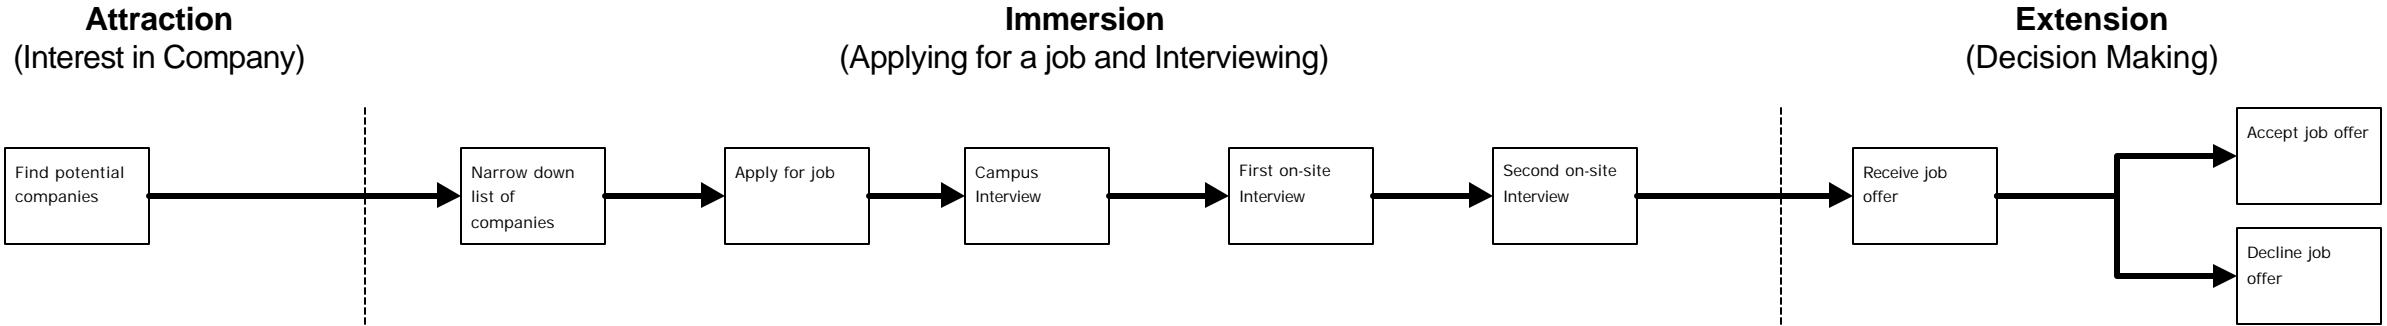 Attraction
(Interest in Company)
Immersion
(Applying for a job and Interviewing)
Extension
(Decision Making)
Find potential
companies
Narrow down
list of
companies
Apply for job
Campus
Interview
First on-site
Interview
Second on-site
Interview
Receive job
offer
Accept job offer
Decline job
offer